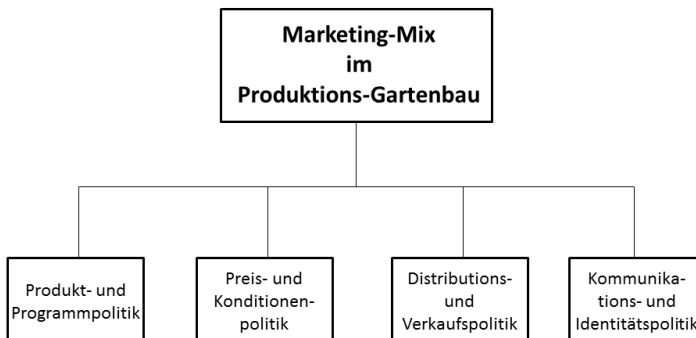 Marketing-Mix
im
Produktions-Gartenbau
Produkt- und
Programmpolitik
Preis- und
Konditionen-
politik
Distributions-
und
Verkaufspolitik
Kommunika-
tions- und
Identitätspolitik